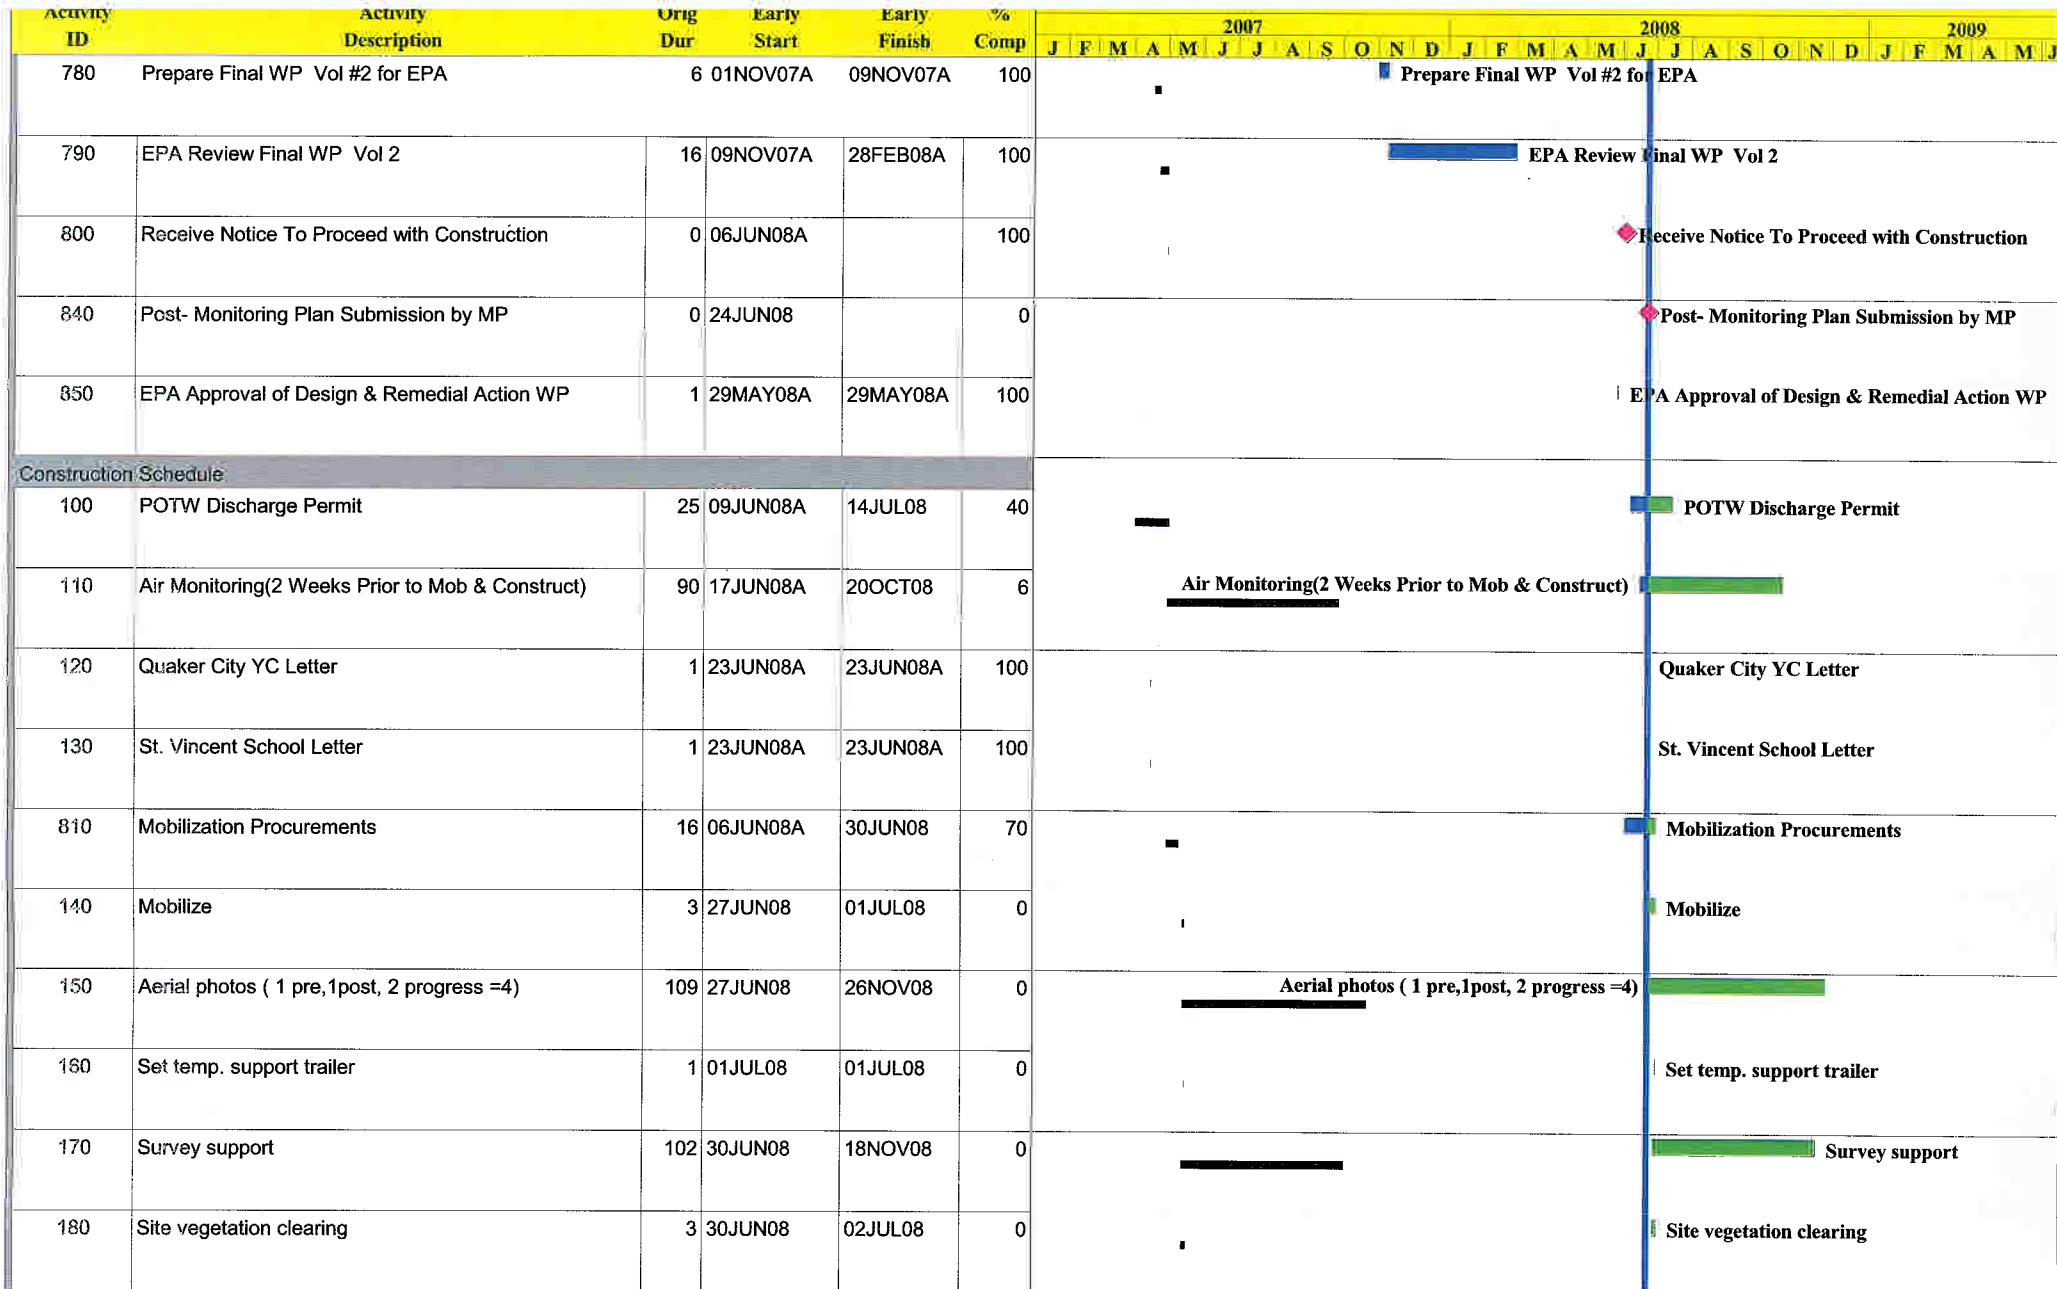 Activity Activity Orig Early Early % 2007 2008 2009
ID Description Dur Start Finish Comp J F M A M J J A S O N D J F M A M J J A S O N D J F M A M J
780 Prepare Final WP Vol #2 for EPA 6 01NOV07A 09NOV07A 100 Prepare Final WP Vol #2 for EPA
790 EPA Review Final WP Vol 2 16 09NOV07A 28FEB08A 100 EPA Review Final WP Vol 2
800 Receive Notice To Proceed with Construction 0 06JUN08A 100 Receive Notice To Proceed with Construction
840 Post- Monitoring Plan Submission by MP 0 24JUN08 0 Post- Monitoring Plan Submission by MP
850 EPA Approval of Design & Remedial Action WP 1 29MAY08A 29MAY08A 100 EPA Approval of Design & Remedial Action WP
Construction Schedule
100 POTW Discharge Permit 25 09JUN08A 14JUL08 40 POTW Discharge Permit
110 Air Monitoring(2 Weeks Prior to Mob & Construct) 90 17JUN08A 20OCT08 6 Air Monitoring(2 Weeks Prior to Mob & Construct)
120 Quaker City YC Letter 1 23JUN08A 23JUN08A 100 Quaker City YC Letter
130 St. Vincent School Letter 1 23JUN08A 23JUN08A 100 St. Vincent School Letter
810 Mobilization Procurements 16 06JUN08A 30JUN08 70 Mobilization Procurements
140 Mobilize 3 27JUN08 01JUL08 0 Mobilize
150 Aerial photos ( 1 pre,1post, 2 progress =4) 109 27JUN08 26NOV08 0 Aerial photos ( 1 pre,1post, 2 progress =4)
160 Set temp. support trailer 1 01JUL08 01JUL08 0 Set temp. support trailer
170 Survey support 102 30JUN08 18NOV08 0 Survey support
180 Site vegetation clearing 3 30JUN08 02JUL08 0 Site vegetation clearing